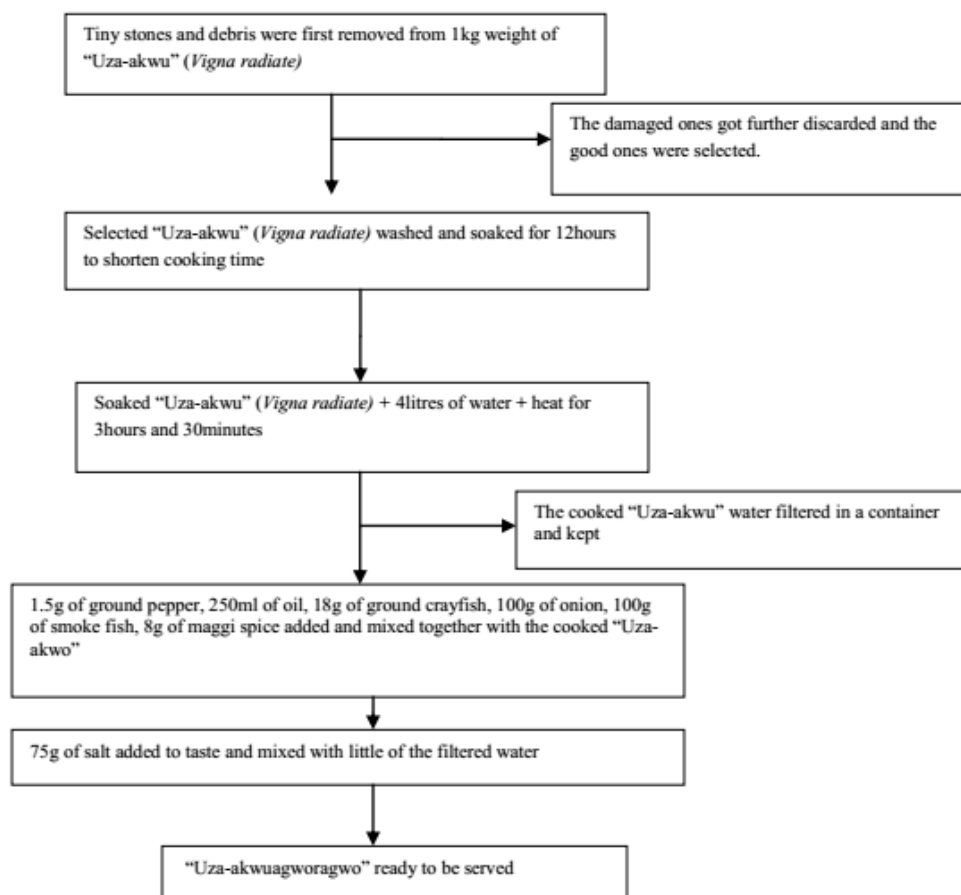 Tiny stones and debris were first removed from 1kg weight of
“Uza-akwu” (Vigna radiate)
The damaged ones got further discarded and the
good ones were selected.
Selected “Uza-akwu” (Vigna radiate) washed and soaked for 12hours
to shorten cooking time
Soaked “Uza-akwu” (Vigna radiate) + 4litres of water + heat for
3hours and 30minutes
The cooked “Uza-akwu” water filtered in a container
and kept
1.5g of ground pepper, 250ml of oil, 18g of ground crayfish, 100g of onion, 100g
of smoke fish, 8g of maggi spice added and mixed together with the cooked “Uza-
akwo”
75g of salt added to taste and mixed with little of the filtered water
“Uza-akwuagworagwo” ready to be served